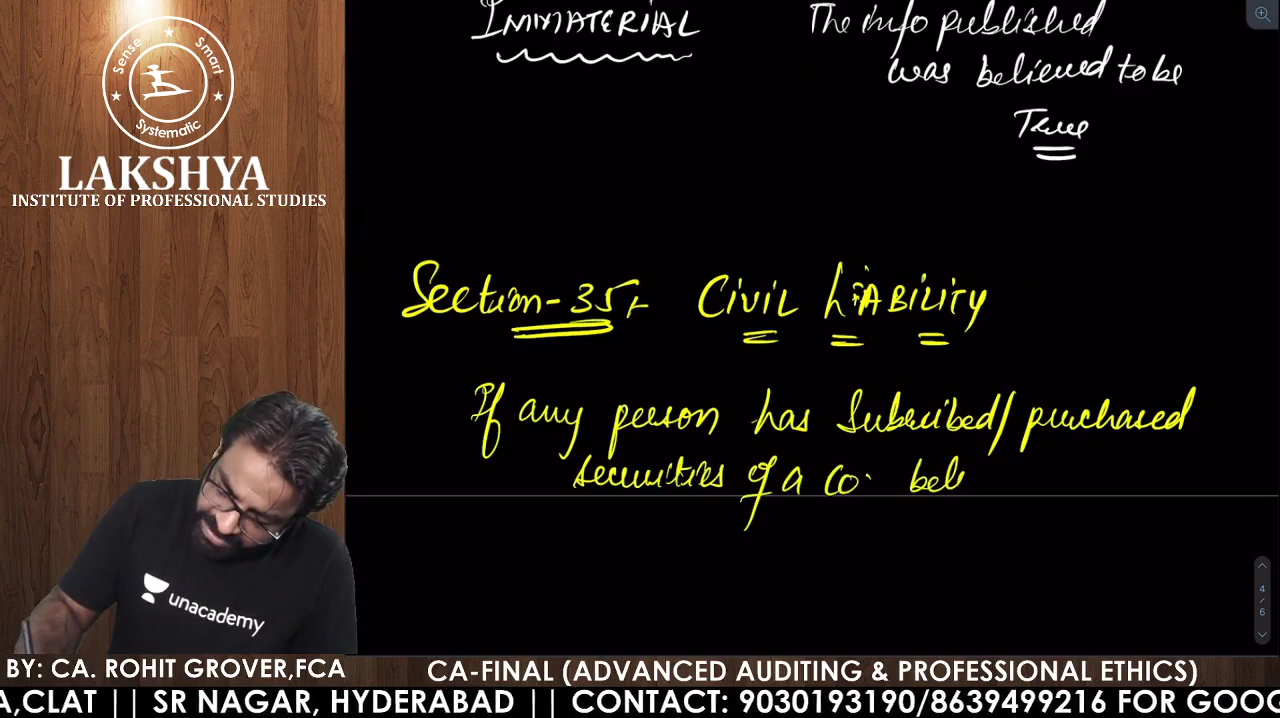 IMMATERIAL
The info published
was believed to be
True
Sense
Smart
Systematic
LAKSHYA
INSTITUTE OF PROFESSIONAL STUDIES
Section-35:- CIVIL LIABILITY
If any person has Subscribed/purchased
securities of a co. bel
unacademy
4
/
6
BY: CA. ROHIT GROVER,FCA
CA-FINAL (ADVANCED AUDITING & PROFESSIONAL ETHICS)
A,CLAT || SR NAGAR, HYDERABAD || CONTACT: 9030193190/8639499216 FOR GOO